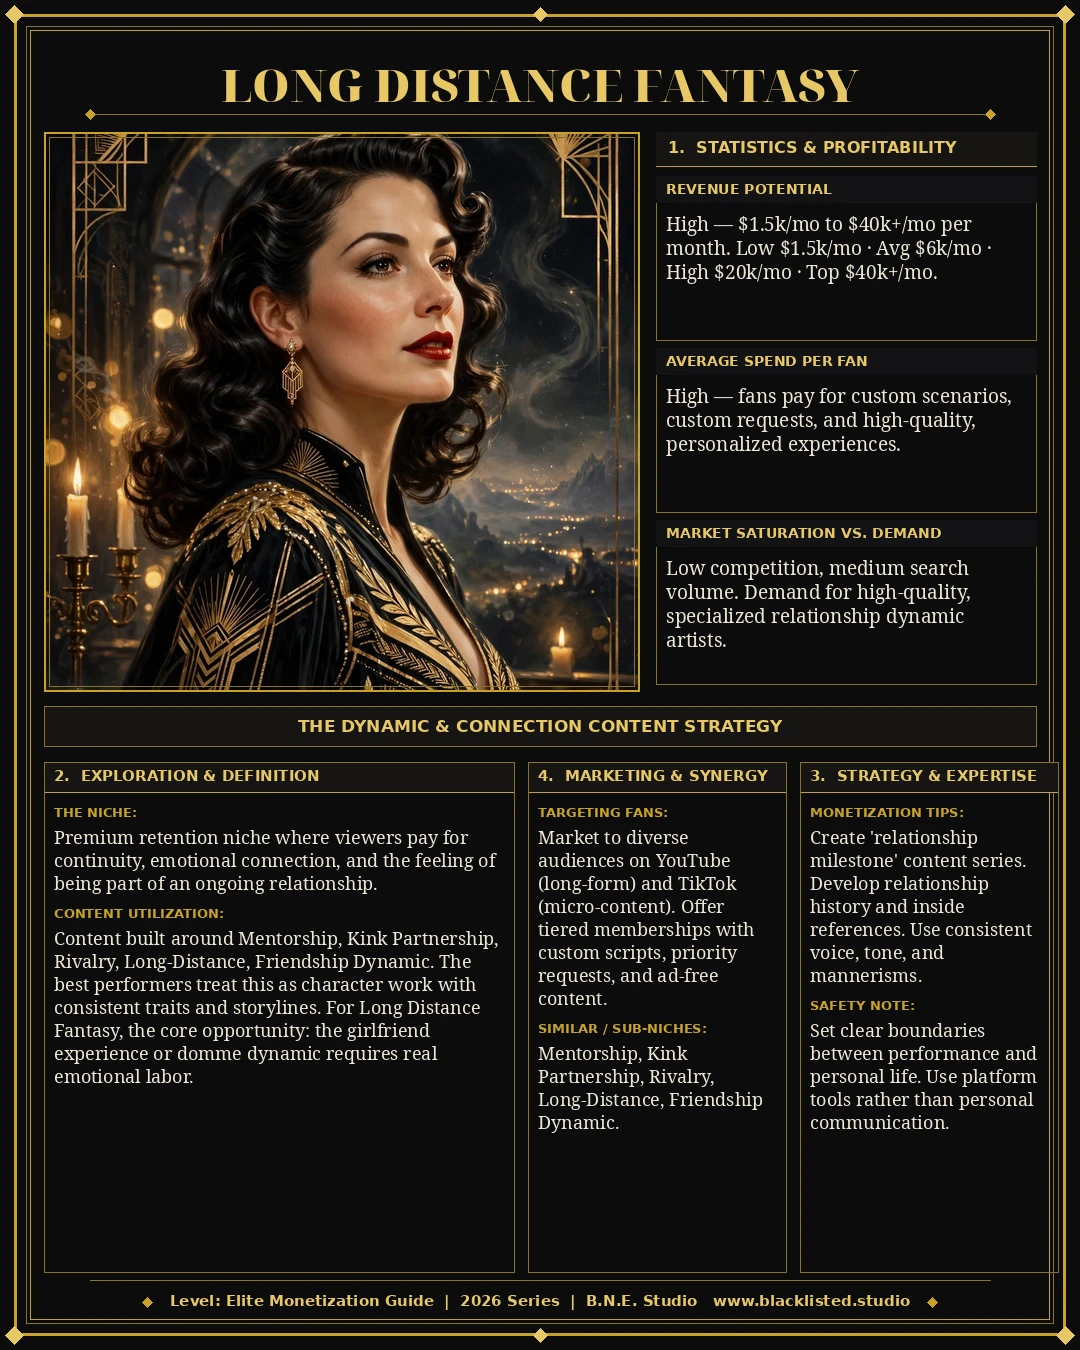 LONG DISTANCE FANTASY
1. STATISTICS & PROFITABILITY
REVENUE POTENTIAL
High — $1.5k/mo to $40k+/mo per
month. Low $1.5k/mo · Avg $6k/mo ·
High $20k/mo · Top $40k+/mo.
AVERAGE SPEND PER FAN
High — fans pay for custom scenarios,
custom requests, and high-quality,
personalized experiences.
MARKET SATURATION VS. DEMAND
Low competition, medium search
volume. Demand for high-quality,
specialized relationship dynamic
artists.
THE DYNAMIC & CONNECTION CONTENT STRATEGY
2. EXPLORATION & DEFINITION
THE NICHE:
Premium retention niche where viewers pay for
continuity, emotional connection, and the feeling of
being part of an ongoing relationship.
CONTENT UTILIZATION:
Content built around Mentorship, Kink Partnership,
Rivalry, Long-Distance, Friendship Dynamic. The
best performers treat this as character work with
consistent traits and storylines. For Long Distance
Fantasy, the core opportunity: the girlfriend
experience or domme dynamic requires real
emotional labor.
4. MARKETING & SYNERGY
TARGETING FANS:
Market to diverse
audiences on YouTube
(long-form) and TikTok
(micro-content). Offer
tiered memberships with
custom scripts, priority
requests, and ad-free
content.
SIMILAR / SUB-NICHES:
Mentorship, Kink
Partnership, Rivalry,
Long-Distance, Friendship
Dynamic.
3. STRATEGY & EXPERTISE
MONETIZATION TIPS:
Create 'relationship
milestone' content series.
Develop relationship
history and inside
references. Use consistent
voice, tone, and
mannerisms.
SAFETY NOTE:
Set clear boundaries
between performance and
personal life. Use platform
tools rather than personal
communication.
Level: Elite Monetization Guide | 2026 Series | B.N.E. Studio www.blacklisted.studio